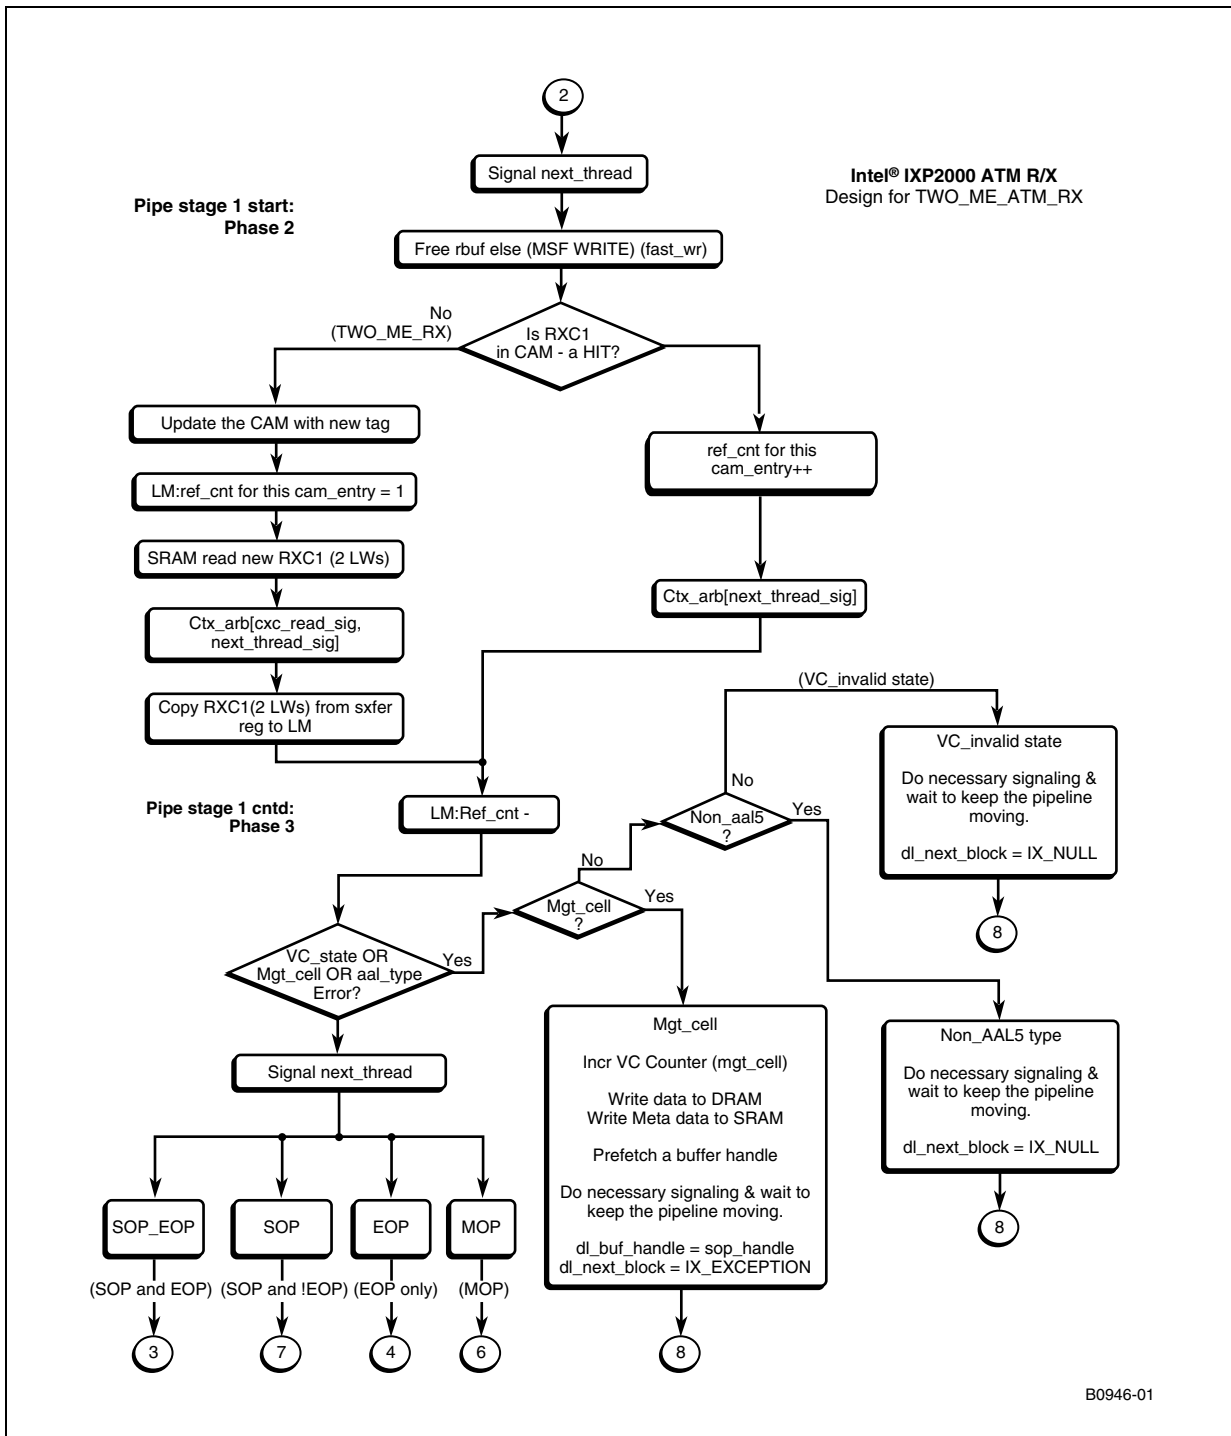 2
Signal next_thread
Intel® IXP2000 ATM R/X
Design for TWO_ME_ATM_RX
Pipe stage 1 start:
Phase 2
Free rbuf else (MSF WRITE) (fast_wr)
No
(TWO_ME_RX)
Is RXC1
in CAM - a HIT?
Update the CAM with new tag
LM:ref_cnt for this cam_entry = 1
SRAM read new RXC1 (2 LWs)
Ctx_arb[cxc_read_sig,
next_thread_sig]
Copy RXC1(2 LWs) from sxfer
reg to LM
ref_cnt for this
cam_entry++
Ctx_arb[next_thread_sig]
(VC_invalid state)
VC_invalid state
Do necessary signaling &
wait to keep the pipeline
moving.
dl_next_block = IX_NULL
8
Pipe stage 1 cntd:
Phase 3
LM:Ref_cnt -
No
Non_aal5
?
Yes
No
Mgt_cell
?
Yes
VC_state OR
Mgt_cell OR aal_type
Error?
Yes
Non_AAL5 type
Do necessary signaling &
wait to keep the pipeline
moving.
dl_next_block = IX_NULL
8
Mgt_cell
Incr VC Counter (mgt_cell)
Write data to DRAM
Write Meta data to SRAM
Prefetch a buffer handle
Do necessary signaling & wait to
keep the pipeline moving.
dl_buf_handle = sop_handle
dl_next_block = IX_EXCEPTION
8
Signal next_thread
SOP_EOP
SOP
EOP
MOP
(SOP and EOP)
(SOP and !EOP)
(EOP only)
(MOP)
3
7
4
6
B0946-01